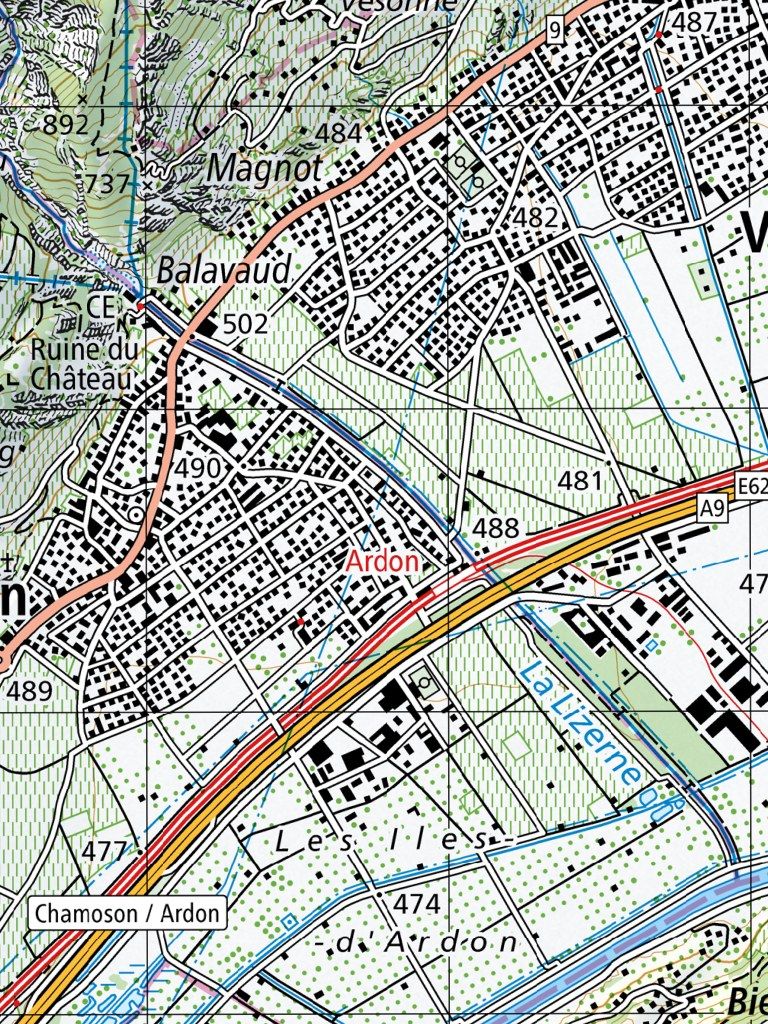 Vésonne
9
487
892
484
Magnot
737
482
V
Balavaud
CE
502
Ruine du
Château
g
490
481
E62
A9
488
t
Ardon
n
47
489
La Lizerne
Les Iles-
477
474
Chamoson / Ardon
-d'Ardon
Bie